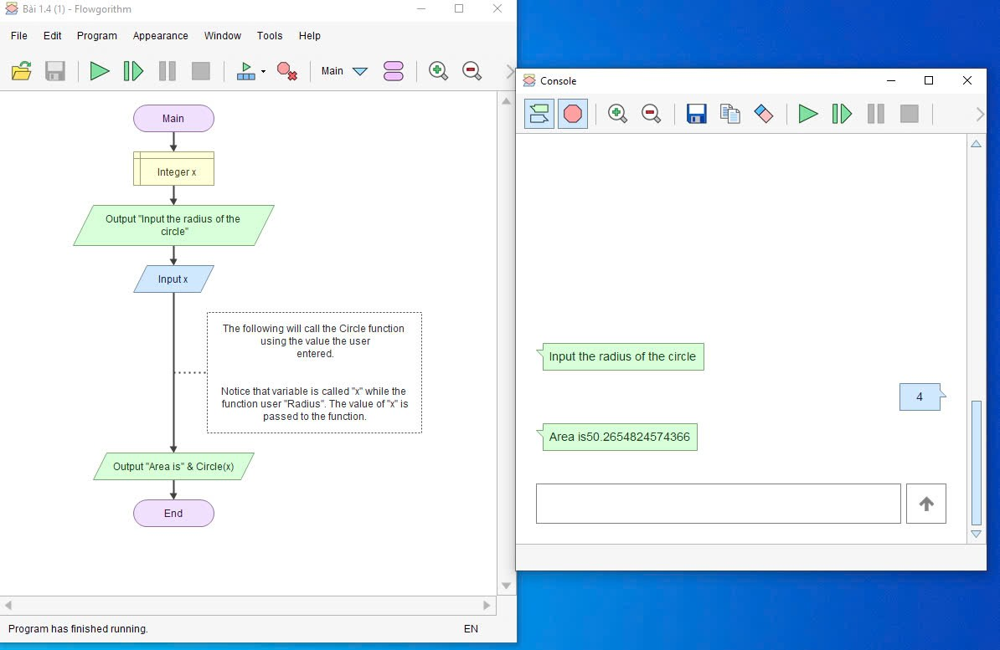 Bài 1.4 (1) - Flowgorithm
File Edit Program Appearance Window Tools Help
Main
Main
Integer x
Output "Input the radius of the
circle"
Input x
The following will call the Circle function
using the value the user
entered.
Notice that variable is called "x" while the
function user "Radius". The value of "x" is
passed to the function.
Output "Area is" & Circle(x)
End
Program has finished running.
EN
Console
Input the radius of the circle
4
Area is50.2654824574366